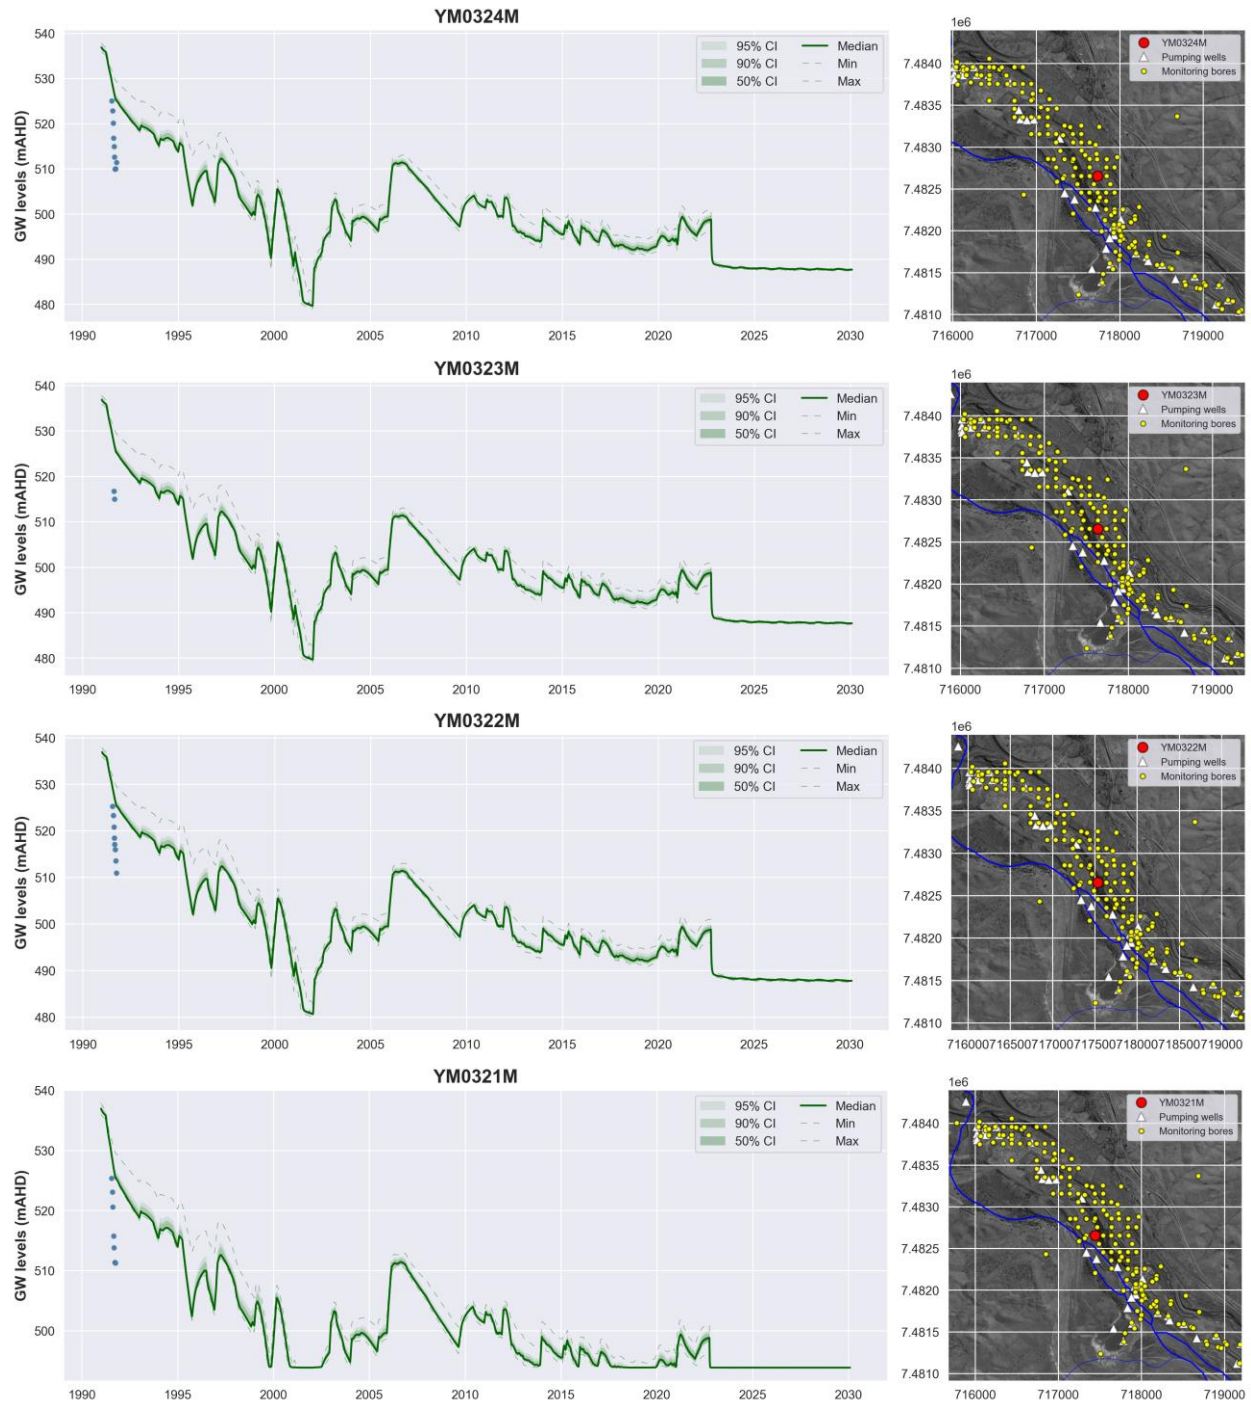 YM0324M
540
530
520
510
500
490
480
GW levels (mAHD)
95% CI
90% CI
50% CI
Median
Min
Max
1990 1995 2000 2005 2010 2015 2020 2025 2030
1e6
7.4840
7.4835
7.4830
7.4825
7.4820
7.4815
7.4810
YM0324M
Pumping wells
Monitoring bores
716000 717000 718000 719000
YM0323M
540
530
520
510
500
490
480
GW levels (mAHD)
95% CI
90% CI
50% CI
Median
Min
Max
1990 1995 2000 2005 2010 2015 2020 2025 2030
1e6
7.4840
7.4835
7.4830
7.4825
7.4820
7.4815
7.4810
YM0323M
Pumping wells
Monitoring bores
716000 717000 718000 719000
YM0322M
540
530
520
510
500
490
480
GW levels (mAHD)
95% CI
90% CI
50% CI
Median
Min
Max
1990 1995 2000 2005 2010 2015 2020 2025 2030
1e6
7.4840
7.4835
7.4830
7.4825
7.4820
7.4815
7.4810
YM0322M
Pumping wells
Monitoring bores
716000 716500 717000 717500 718000 718500 719000
YM0321M
540
530
520
510
500
GW levels (mAHD)
95% CI
90% CI
50% CI
Median
Min
Max
1990 1995 2000 2005 2010 2015 2020 2025 2030
1e6
7.4840
7.4835
7.4830
7.4825
7.4820
7.4815
7.4810
YM0321M
Pumping wells
Monitoring bores
716000 717000 718000 719000